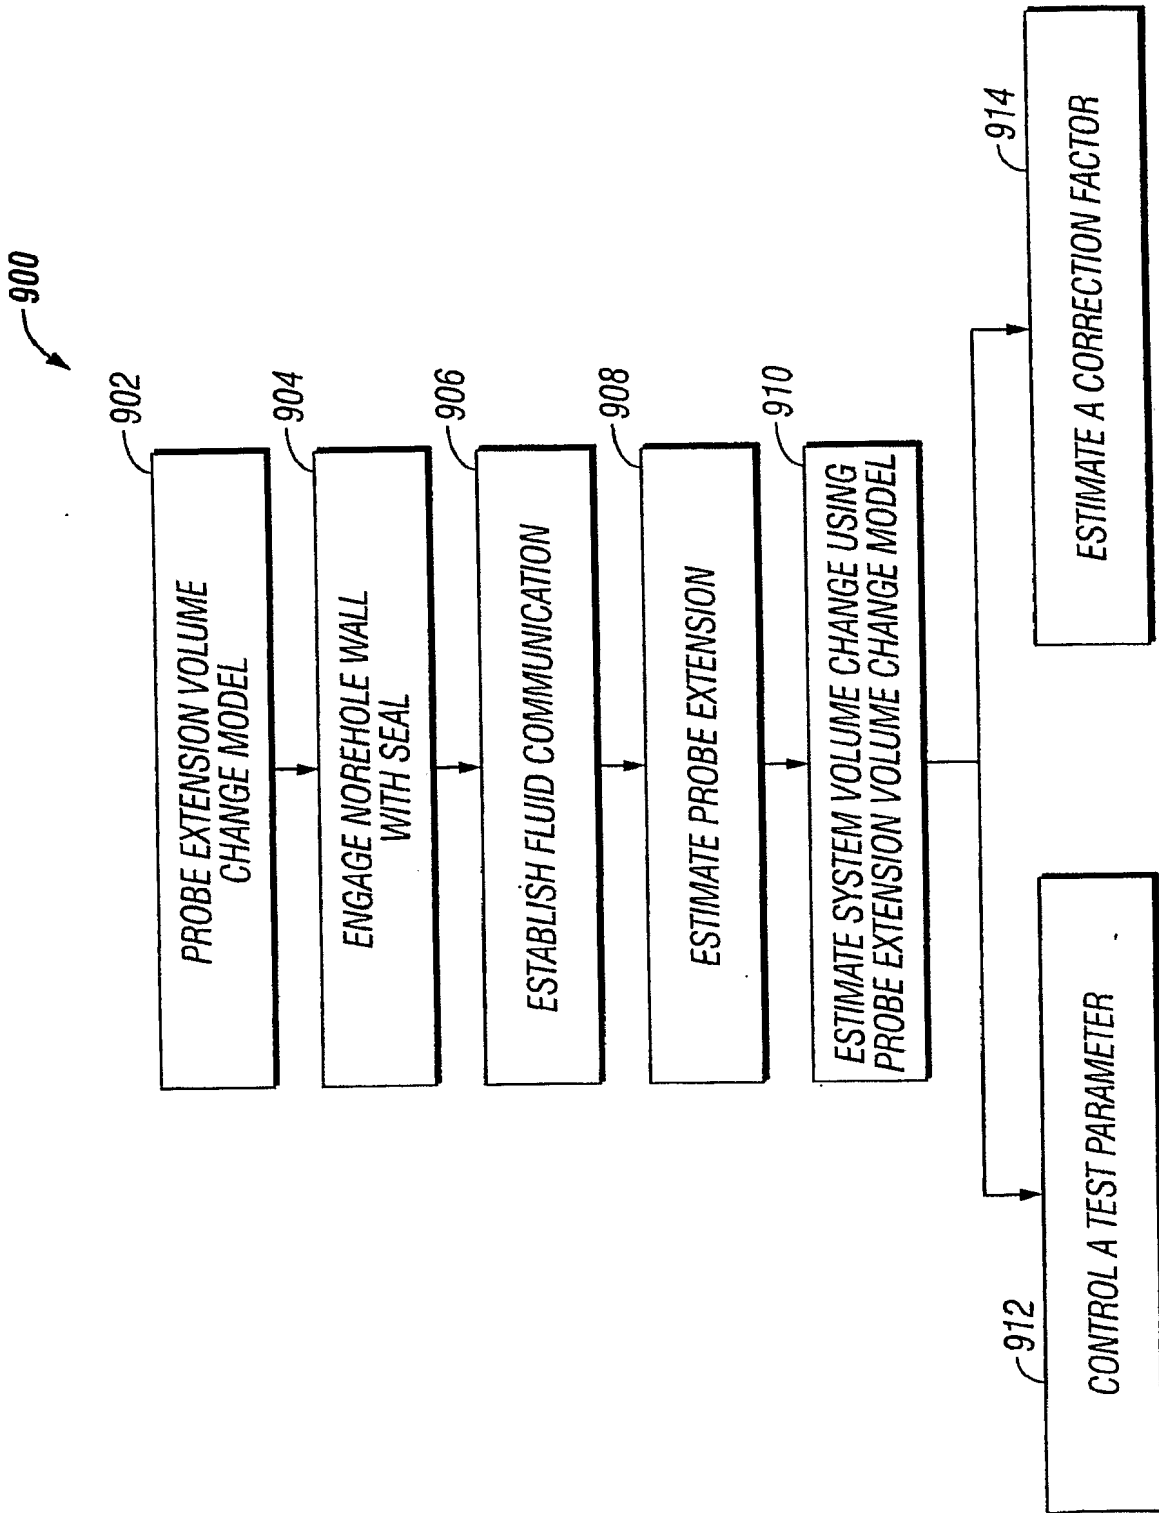 900
902
PROBE EXTENSION VOLUME
CHANGE MODEL
904
ENGAGE NOREHOLE WALL
WITH SEAL
906
ESTABLISH FLUID COMMUNICATION
908
ESTIMATE PROBE EXTENSION
910
ESTIMATE SYSTEM VOLUME CHANGE USING
PROBE EXTENSION VOLUME CHANGE MODEL
912
CONTROL A TEST PARAMETER
914
ESTIMATE A CORRECTION FACTOR